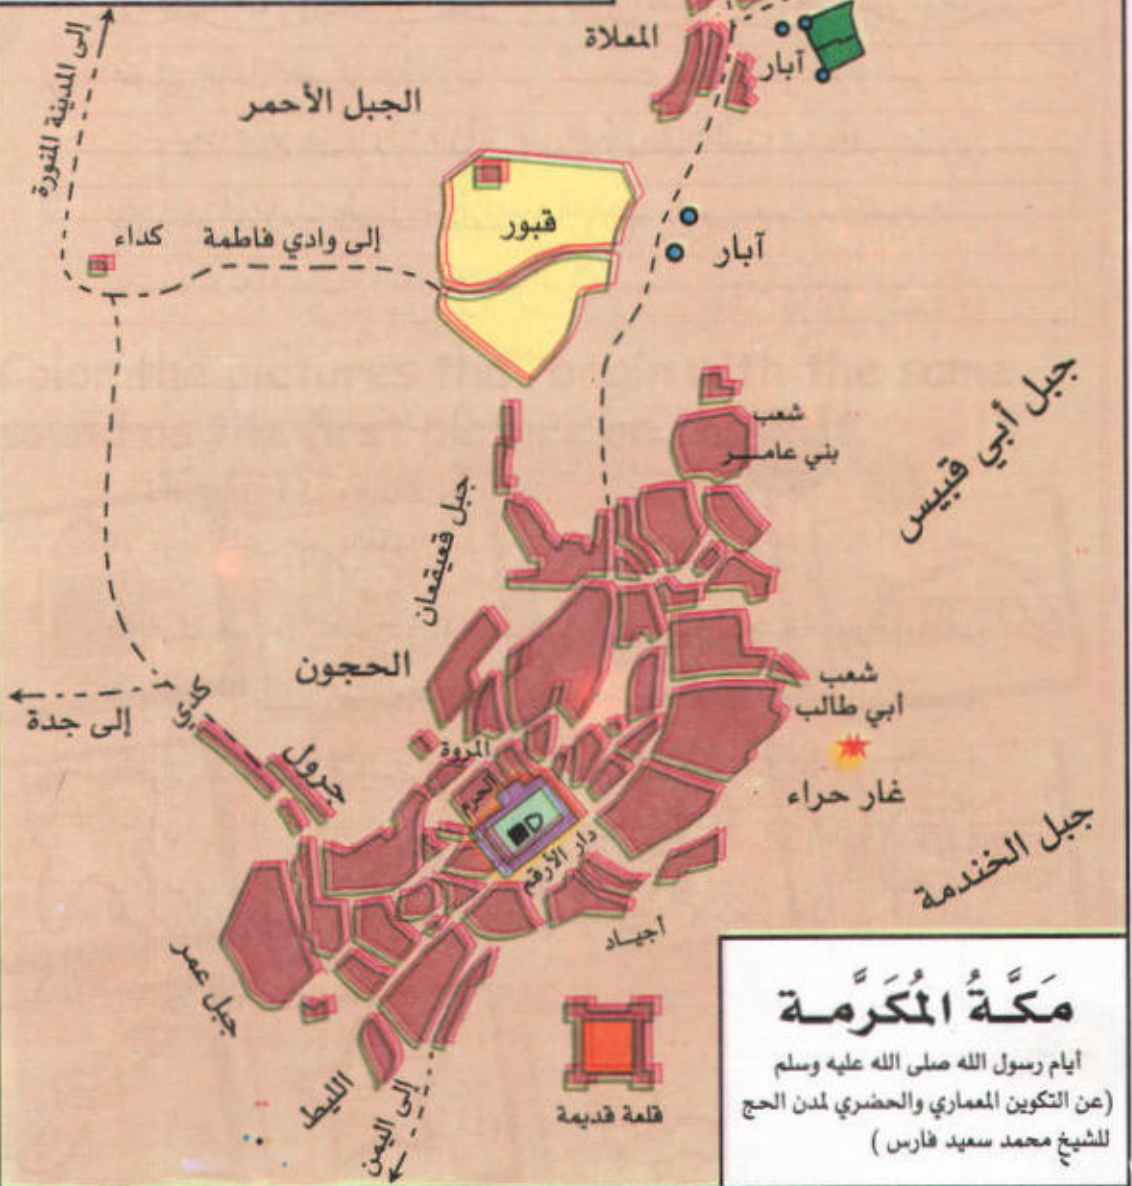 إلى المدينة المنورة
المعلاة
آبار
الجبل الأحمر
قبور
كداء
إلى وادي فاطمة
آبار
جبل أبي قبيس
شعب
بني عامر
جبل قعيقعان
الحجون
شعب
أبي طالب
كدي
إلى جدة
جرول
المروة
الحرم
دار الأرقم
غار حراء
جبل الخندمة
أجياد
جبل عمر
الليط
إلى اليمن
قلعة قديمة
مَكَّةُ المُكَرَّمة
أيام رسول الله صلى الله عليه وسلم
(عن التكوين المعماري والحضري لمدن الحج
للشيخ محمد سعيد فارس )